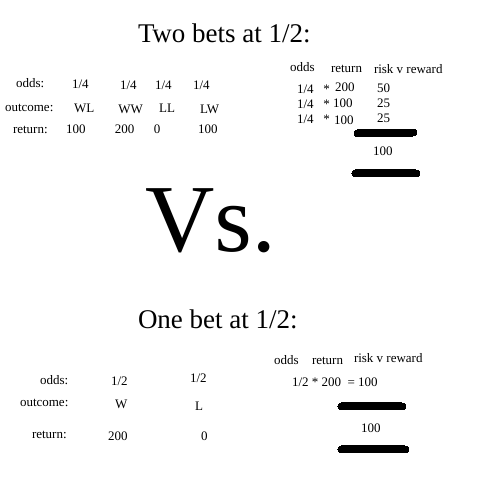 Two bets at 1/2:
odds: 1/4 1/4 1/4 1/4
outcome: WL WW LL LW
return: 100 200 0 100
odds return risk v reward
1/4 * 200 50
1/4 * 100 25
1/4 * 100 25
100
Vs.
One bet at 1/2:
odds: 1/2 1/2
outcome: W L
return: 200 0
odds return risk v reward
1/2 * 200 = 100
100